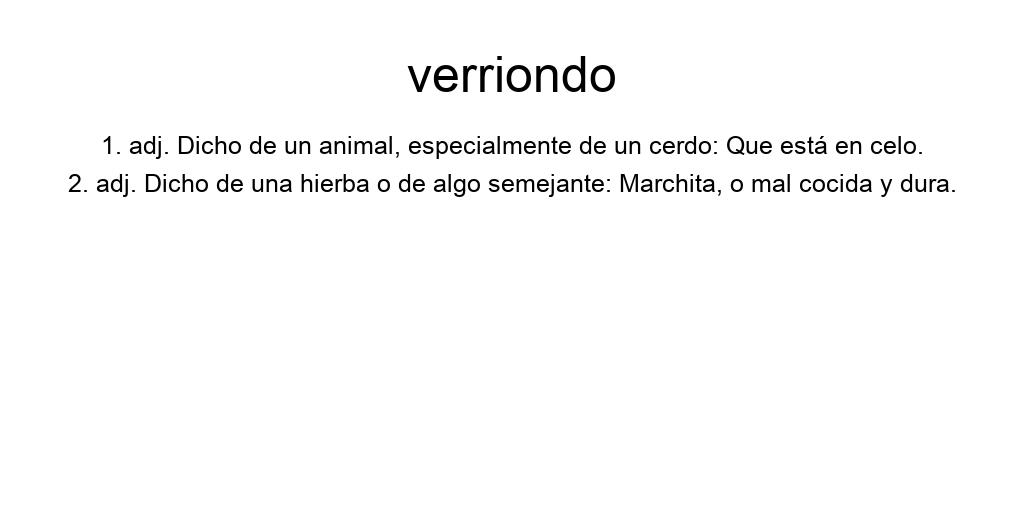 verriondo
1. adj. Dicho de un animal, especialmente de un cerdo: Que está en celo.
2. adj. Dicho de una hierba o de algo semejante: Marchita, o mal cocida y dura.